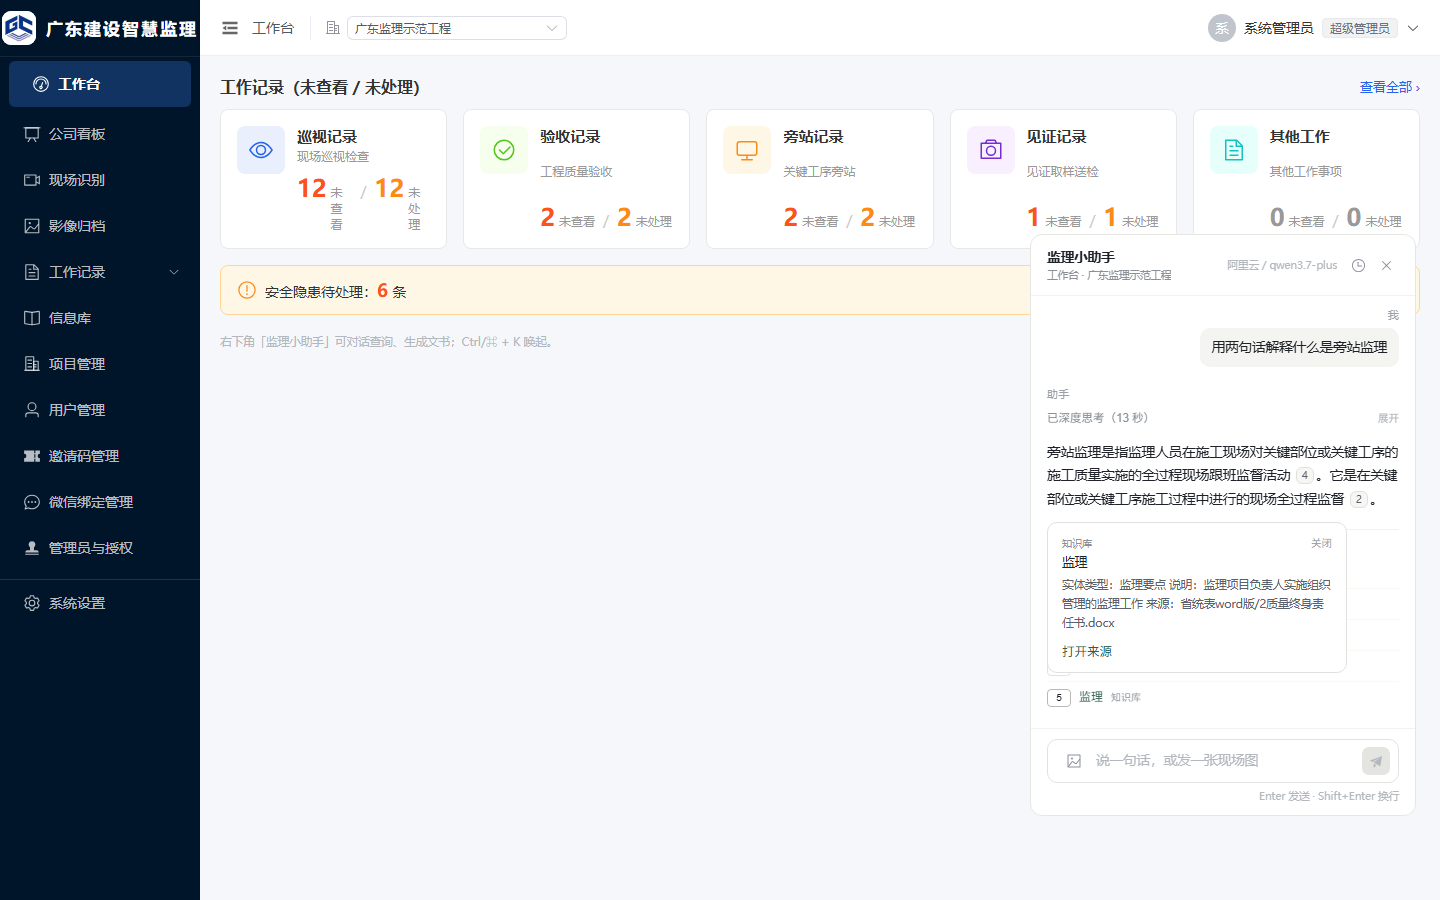 广东建设智慧监理
工作台
公司看板
现场识别
影像归档
工作记录
信息库
项目管理
用户管理
邀请码管理
微信绑定管理
管理员与授权
系统设置
工作台
广东监理示范工程
系 系统管理员 超级管理员
工作记录（未查看 / 未处理）
查看全部 ›
巡视记录
现场巡视检查
12 未查看 / 12 未处理
验收记录
工程质量验收
2 未查看 / 2 未处理
旁站记录
关键工序旁站
2 未查看 / 2 未处理
见证记录
见证取样送检
1 未查看 / 1 未处理
其他工作
其他工作事项
0 未查看 / 0 未处理
安全隐患待处理：6 条
右下角「监理小助手」可对话查询、生成文书；Ctrl/⌘ + K 唤起。
监理小助手
工作台 · 广东监理示范工程
阿里云 / qwen3.7-plus
我
用两句话解释什么是旁站监理
助手
已深度思考（13 秒）
展开
旁站监理是指监理人员在施工现场对关键部位或关键工序的
施工质量实施的全过程现场跟班监督活动 4 。它是在关键
部位或关键工序施工过程中进行的现场全过程监督 2 。
知识库
关闭
监理
实体类型：监理要点 说明：监理项目负责人实施组织
管理的监理工作 来源：省统表word版/2质量终身责
任书.docx
打开来源
5 监理 知识库
说一句话，或发一张现场图
Enter 发送 · Shift+Enter 换行